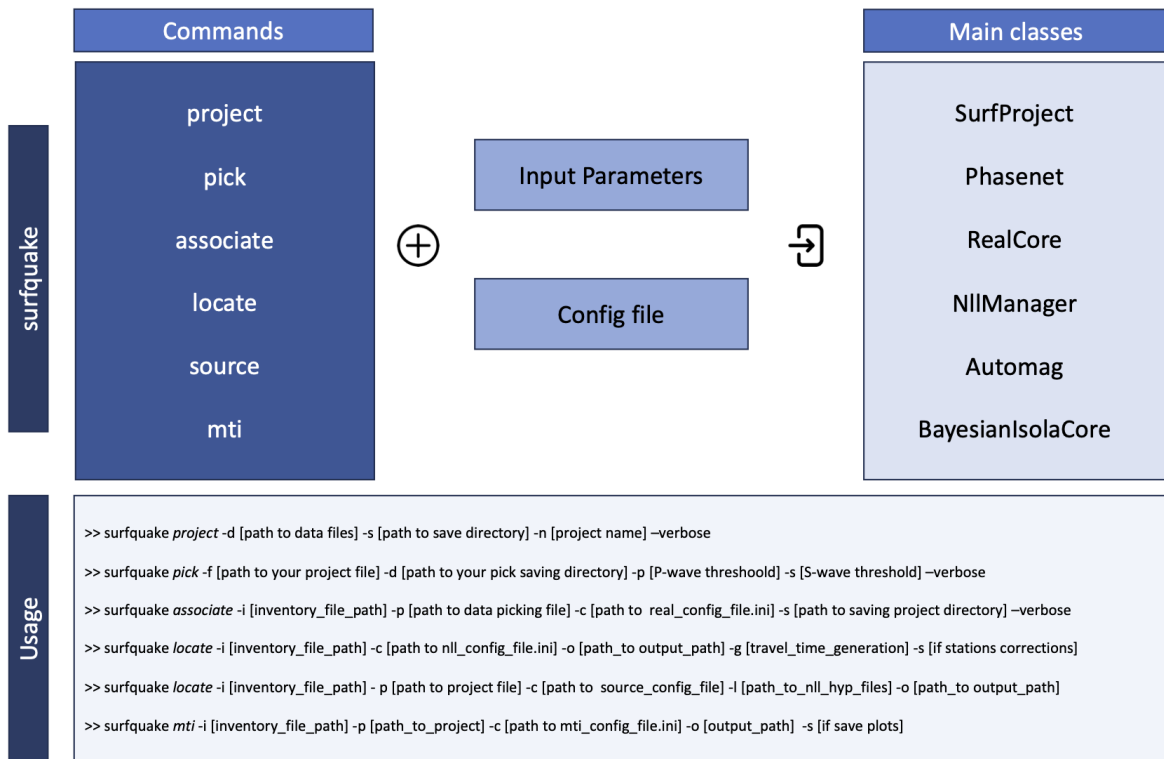 Commands
Main classes
surfquake
project
pick
associate
locate
source
mti
Input Parameters
Config file
SurfProject
Phasenet
RealCore
NllManager
Automag
BayesianIsolaCore
Usage
>> surfquake project -d [path to data files] -s [path to save directory] -n [project name] –verbose
>> surfquake pick -f [path to your project file] -d [path to your pick saving directory] -p [P-wave threshoold] -s [S-wave threshold] –verbose
>> surfquake associate -i [inventory_file_path] -p [path to data picking file] -c [path to  real_config_file.ini] -s [path to saving project directory] –verbose
>> surfquake locate -i [inventory_file_path] -c [path to nll_config_file.ini] -o [path_to output_path] -g [travel_time_generation] -s [if stations corrections]
>> surfquake locate -i [inventory_file_path] - p [path to project file] -c [path to  source_config_file] -l [path_to_nll_hyp_files] -o [path_to output_path]
>> surfquake mti -i [inventory_file_path] -p [path_to_project] -c [path to mti_config_file.ini] -o [output_path]  -s [if save plots]